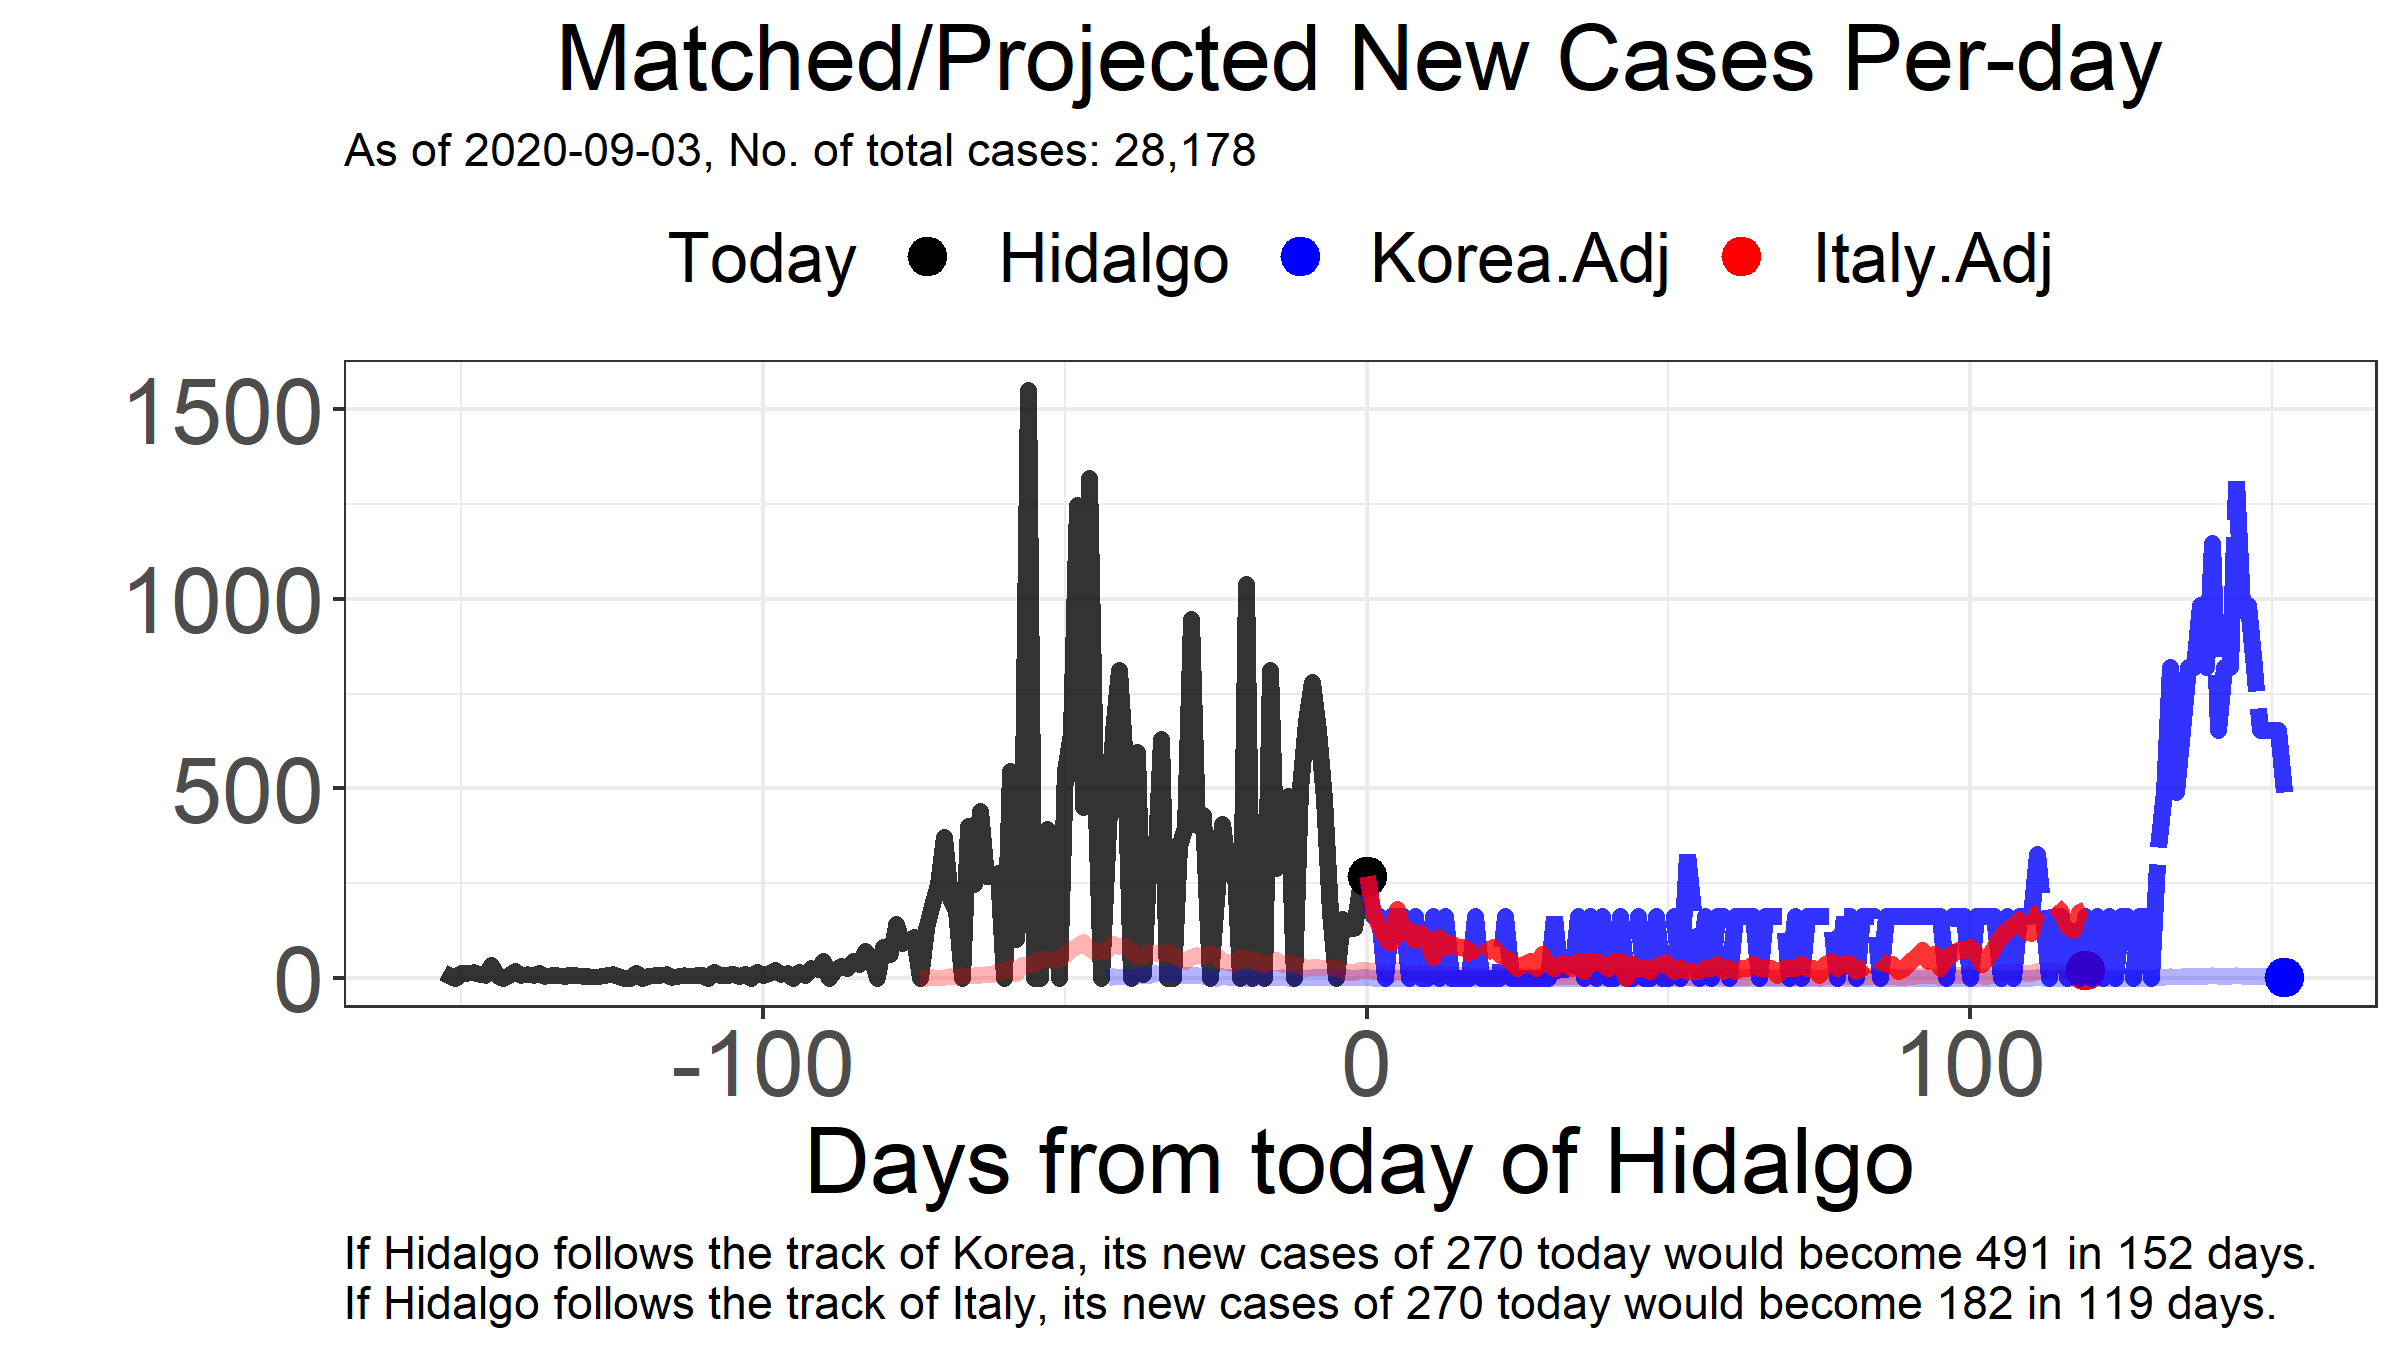 Matched/Projected New Cases Per-day
As of 2020-09-03, No. of total cases: 28,178
Today Hidalgo Korea.Adj Italy.Adj
1500
1000
500
0
-100 0 100
Days from today of Hidalgo
If Hidalgo follows the track of Korea, its new cases of 270 today would become 491 in 152 days.
If Hidalgo follows the track of Italy, its new cases of 270 today would become 182 in 119 days.